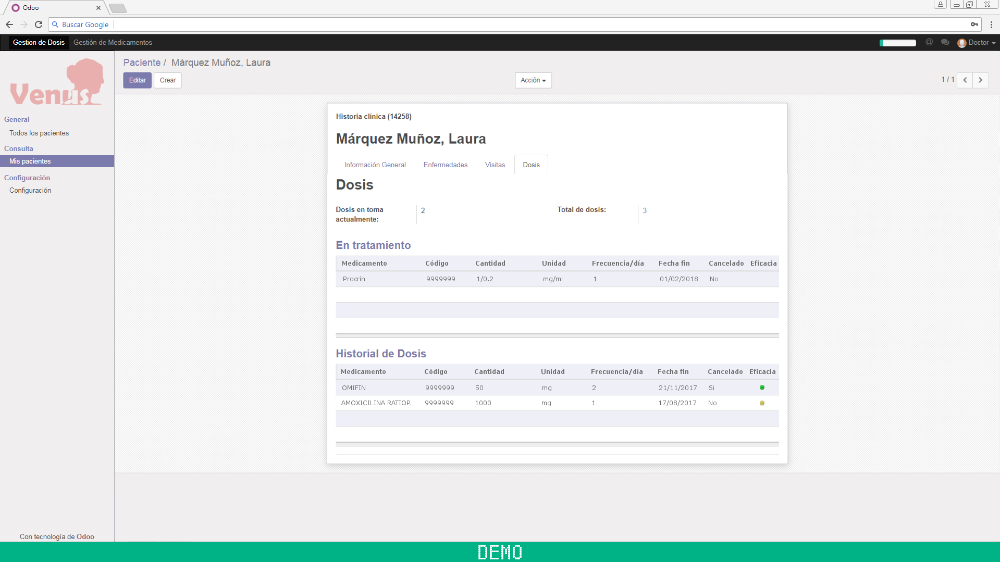 Odoo
Buscar Google
Gestion de Dosis Gestión de Medicamentos
Doctor
Venus
Paciente / Márquez Muñoz, Laura
Editar Crear Acción 1 / 1
General
Todos los pacientes
Consulta
Mis pacientes
Configuración
Configuración
Historia clínica (14258)
Márquez Muñoz, Laura
Información General Enfermedades Visitas Dosis
Dosis
Dosis en toma actualmente: 2 Total de dosis: 3
En tratamiento
Medicamento Código Cantidad Unidad Frecuencia/día Fecha fin Cancelado Eficacia
Procrin 9999999 1/0.2 mg/ml 1 01/02/2018 No
Historial de Dosis
Medicamento Código Cantidad Unidad Frecuencia/día Fecha fin Cancelado Eficacia
OMIFIN 9999999 50 mg 2 21/11/2017 Si
AMOXICILINA RATIOP. 9999999 1000 mg 1 17/08/2017 No
Con tecnología de Odoo
DEMO